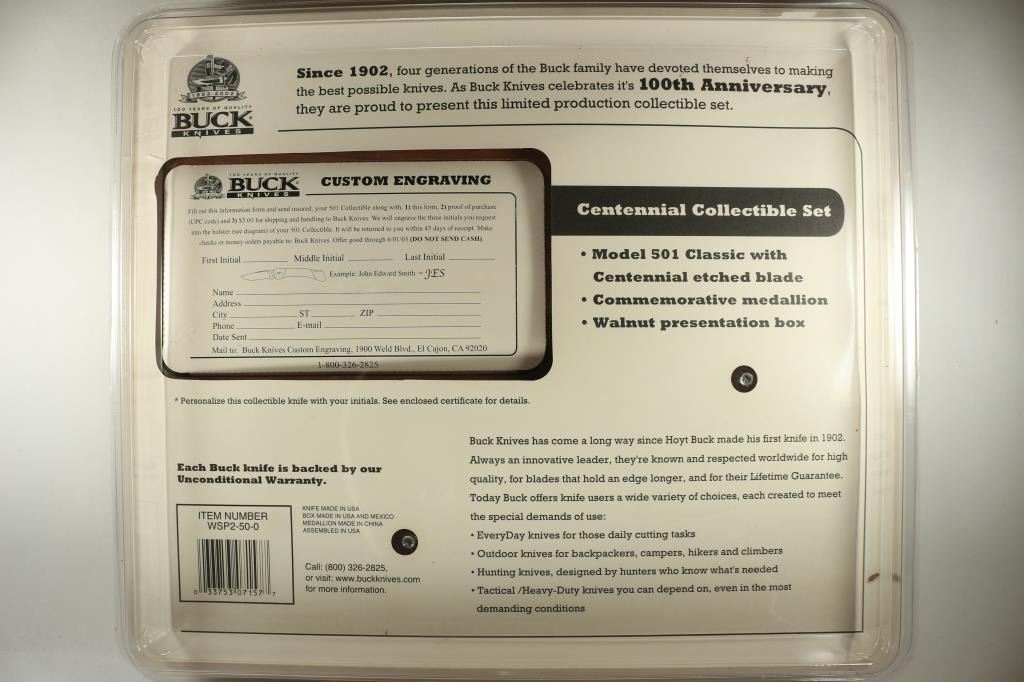 1902-2002
100 YEARS OF QUALITY
BUCK
KNIVES
Since 1902, four generations of the Buck family have devoted themselves to making
the best possible knives. As Buck Knives celebrates it's 100th Anniversary,
they are proud to present this limited production collectible set.
100 YEARS OF QUALITY
BUCK
KNIVES
CUSTOM ENGRAVING
Fill out this information form and send insured, your 501 Collectible along with, 1) this form, 2) proof of purchase
(UPC code) and 3) $5.00 for shipping and handling to Buck Knives. We will engrave the three initials you request
into the bolster (see diagram) of your 501 Collectible. It will be returned to you within 45 days of receipt. Make
checks or money orders payable to: Buck Knives. Offer good through 6/01/03 (DO NOT SEND CASH).
First Initial Middle Initial Last Initial
Example: John Edward Smith = JES
Name
Address
City ST ZIP
Phone E-mail
Date Sent
Mail to: Buck Knives Custom Engraving, 1900 Weld Blvd., El Cajon, CA 92020
1-800-326-2825
Centennial Collectible Set
• Model 501 Classic with
Centennial etched blade
• Commemorative medallion
• Walnut presentation box
* Personalize this collectible knife with your initials. See enclosed certificate for details.
Each Buck knife is backed by our
Unconditional Warranty.
ITEM NUMBER
WSP2-50-0
0 33753 07157 7
KNIFE MADE IN USA
BOX MADE IN USA AND MEXICO
MEDALLION MADE IN CHINA
ASSEMBLED IN USA
Call: (800) 326-2825,
or visit: www.buckknives.com
for more information.
Buck Knives has come a long way since Hoyt Buck made his first knife in 1902.
Always an innovative leader, they're known and respected worldwide for high
quality, for blades that hold an edge longer, and for their Lifetime Guarantee.
Today Buck offers knife users a wide variety of choices, each created to meet
the special demands of use:
• EveryDay knives for those daily cutting tasks
• Outdoor knives for backpackers, campers, hikers and climbers
• Hunting knives, designed by hunters who know what's needed
• Tactical /Heavy-Duty knives you can depend on, even in the most
demanding conditions